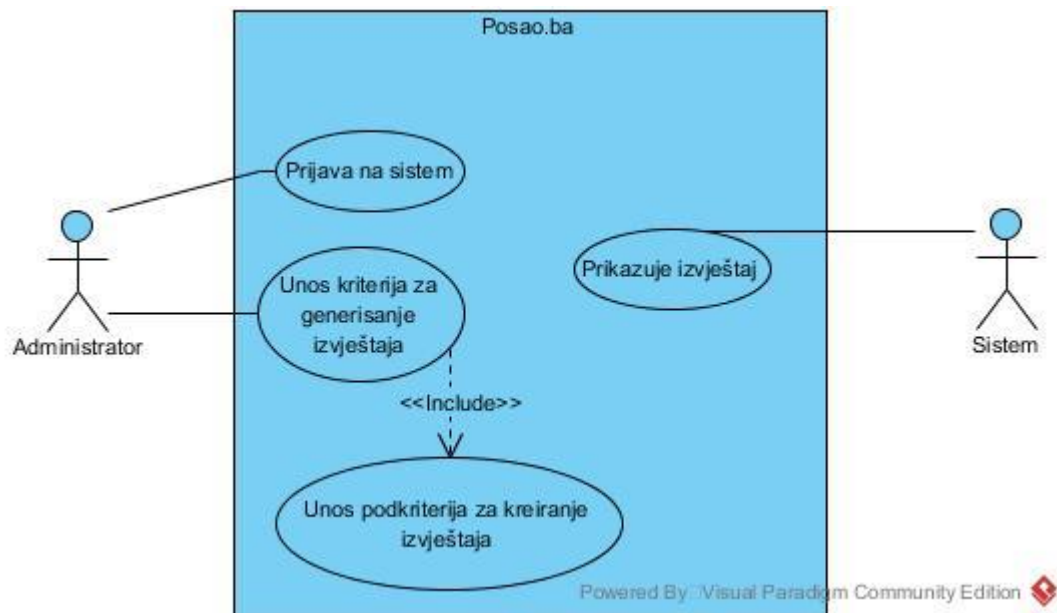 Posao.ba
Prijava na sistem
Unos kriterija za
generisanje
izvještaja
Prikazuje izvještaj
Administrator
Sistem
<<Include>>
Unos podkriterija za kreiranje
izvještaja
Powered By: Visual Paradigm Community Edition